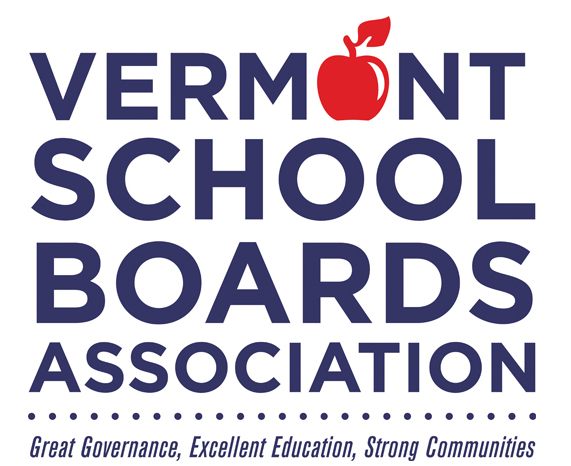 VERMONT
SCHOOL
BOARDS
ASSOCIATION
Great Governance, Excellent Education, Strong Communities